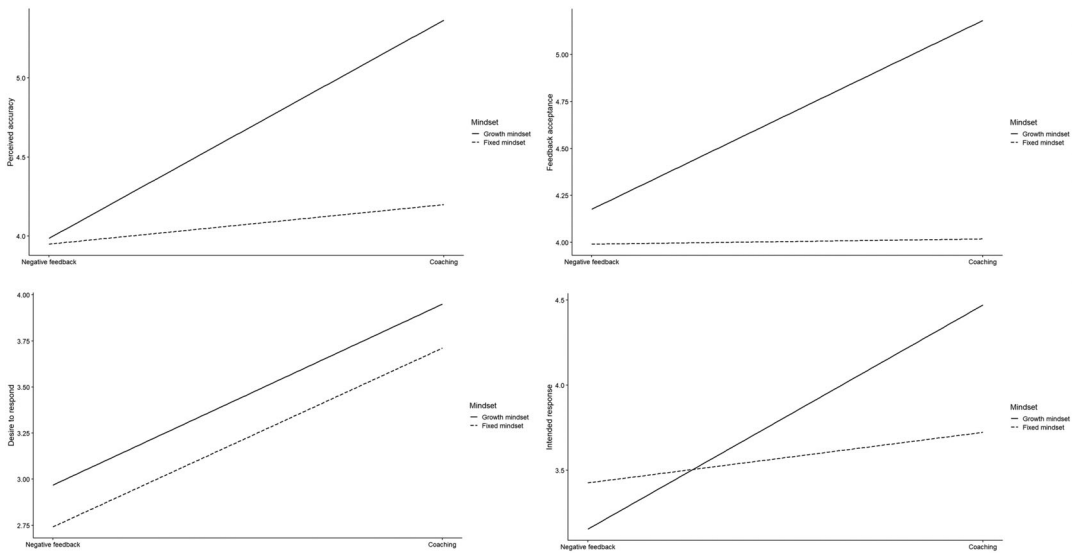 Perceived accuracy
5.0
4.5
4.0
Negative feedback
Coaching
Mindset
Growth mindset
Fixed mindset
Feedback acceptance
5.00
4.75
4.50
4.25
4.00
Negative feedback
Coaching
Mindset
Growth mindset
Fixed mindset
Desire to respond
4.00
3.75
3.50
3.25
3.00
2.75
Negative feedback
Coaching
Mindset
Growth mindset
Fixed mindset
Intended response
4.5
4.0
3.5
Negative feedback
Coaching
Mindset
Growth mindset
Fixed mindset